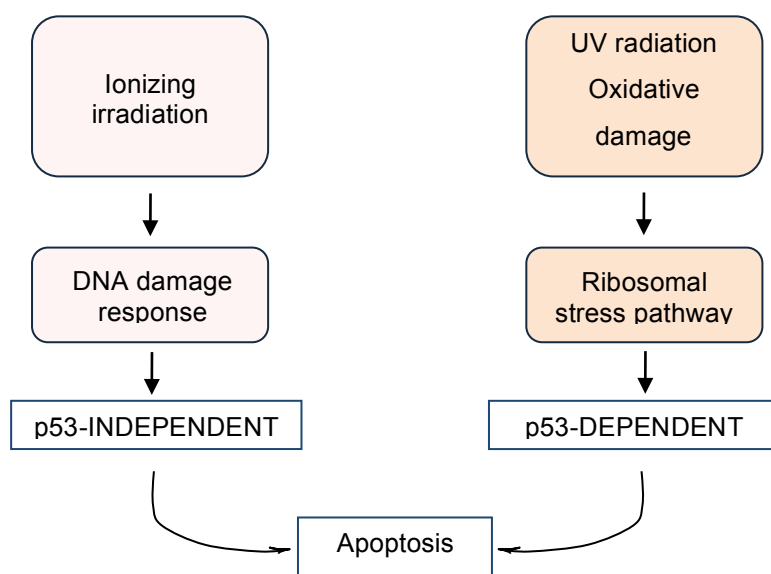 Ionizing
irradiation
UV radiation
Oxidative
damage
DNA damage
response
Ribosomal
stress pathway
p53-INDEPENDENT
p53-DEPENDENT
Apoptosis